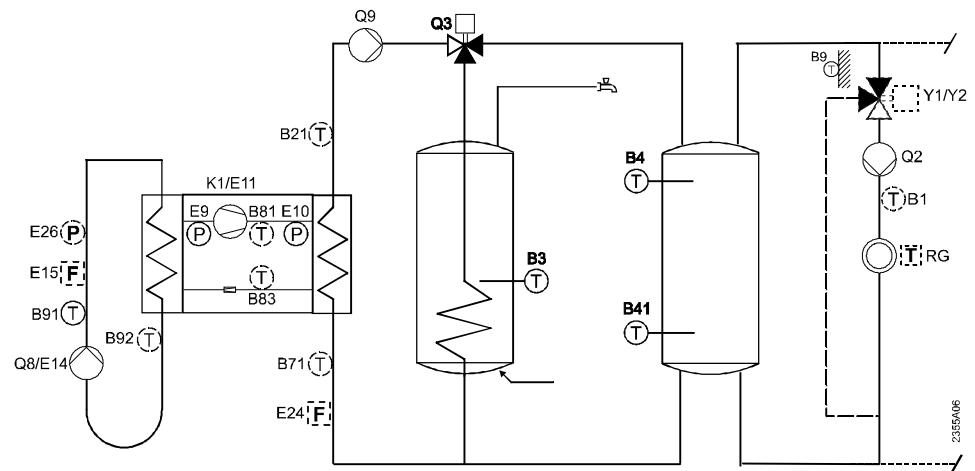 Q9
Q3
B9
T
Y1/Y2
B21 T
B4
T
Q2
K1/E11
T B1
E9 B81 E10
P T P
E26 P
T RG
E15 F
T
B3
T
B83
B91 T
B41
T
B92 T
Q8/E14
B71 T
E24 F
2355A06